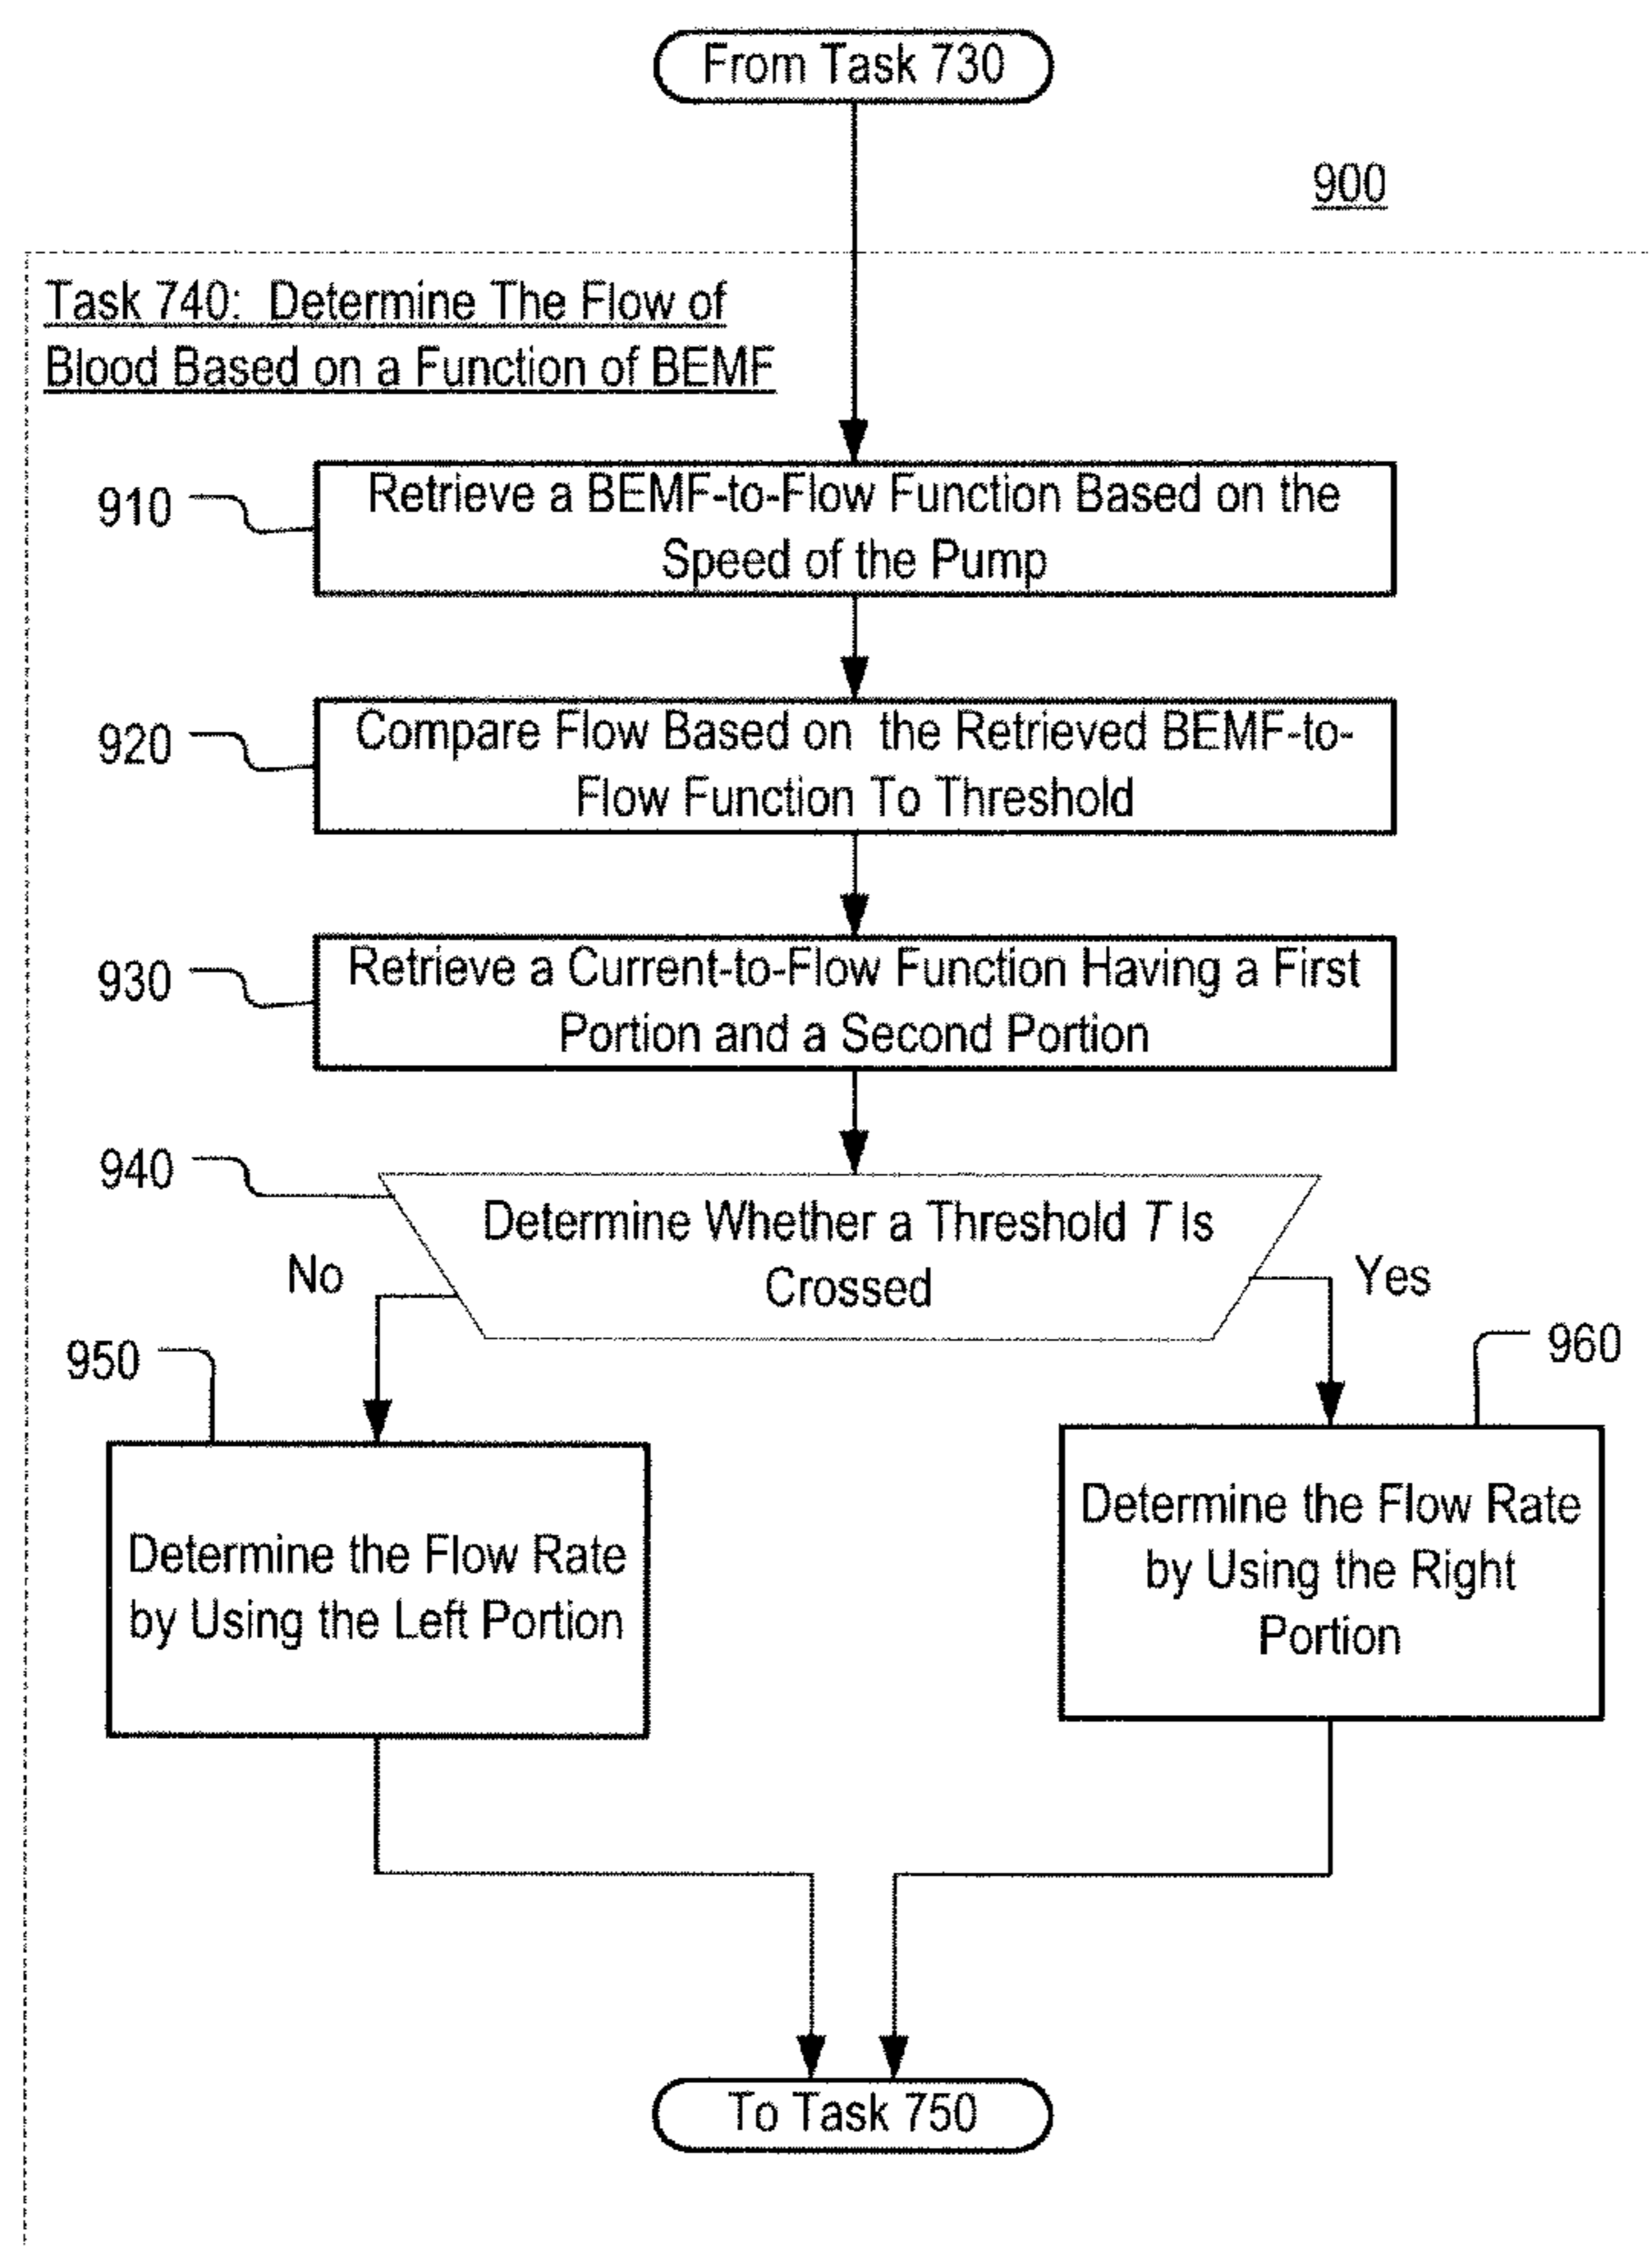 From Task 730
900
Task 740: Determine The Flow of
Blood Based on a Function of BEMF
910
Retrieve a BEMF-to-Flow Function Based on the
Speed of the Pump
920
Compare Flow Based on the Retrieved BEMF-to-
Flow Function To Threshold
930
Retrieve a Current-to-Flow Function Having a First
Portion and a Second Portion
940
Determine Whether a Threshold T Is
Crossed
No
Yes
950
960
Determine the Flow Rate
by Using the Left Portion
Determine the Flow Rate
by Using the Right
Portion
To Task 750